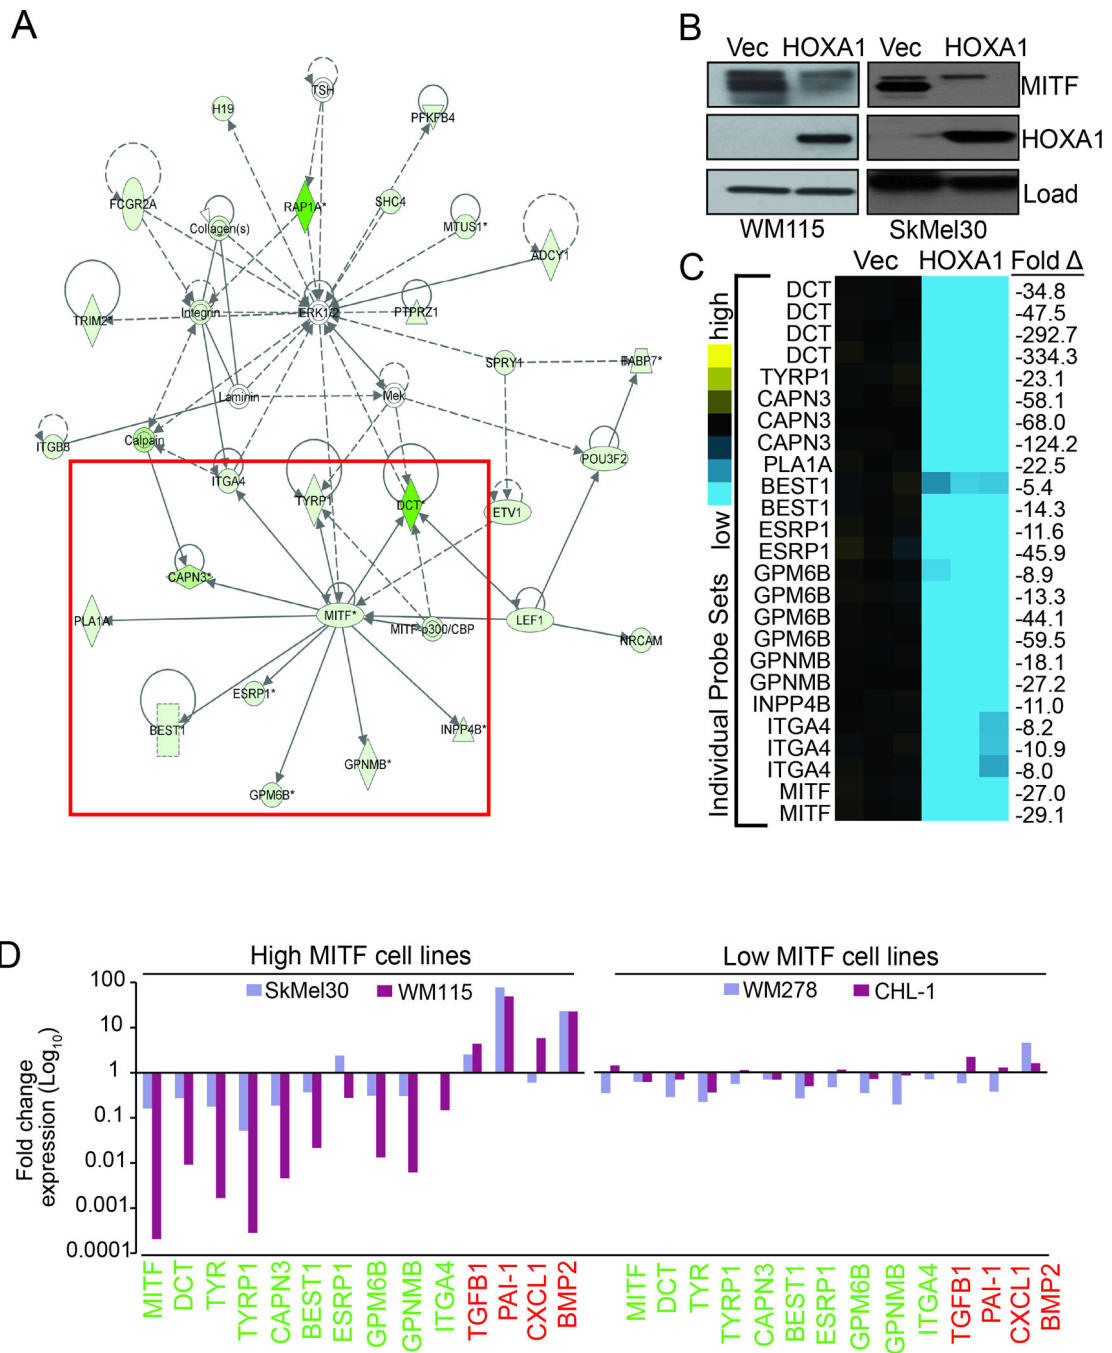 A
TSH
H19
PFKFB4
FCGR2A
RAP1A*
SHC4
Collagen(s)
MTUS1*
ADCY1
TRIM2*
Integrin
ERK1/2
PTPRZ1
SPRY1
FABP7*
Laminin
Mek
ITGB8
Calpain
ITGA4
POU3F2
TYRP1
DCT*
ETV1
CAPN3*
PLA1A
MITF*
MITF-p300/CBP
LEF1
NRCAM
ESRP1*
BEST1
INPP4B*
GPNMB*
GPM6B*
B
Vec HOXA1 Vec HOXA1
MITF
HOXA1
Load
WM115 SkMel30
C
Vec HOXA1 Fold Δ
high
low
Individual Probe Sets
DCT -34.8
DCT -47.5
DCT -292.7
DCT -334.3
TYRP1 -23.1
CAPN3 -58.1
CAPN3 -68.0
CAPN3 -124.2
PLA1A -22.5
BEST1 -5.4
BEST1 -14.3
ESRP1 -11.6
ESRP1 -45.9
GPM6B -8.9
GPM6B -13.3
GPM6B -44.1
GPM6B -59.5
GPNMB -18.1
GPNMB -27.2
INPP4B -11.0
ITGA4 -8.2
ITGA4 -10.9
ITGA4 -8.0
MITF -27.0
MITF -29.1
D
High MITF cell lines Low MITF cell lines
SkMel30 WM115 WM278 CHL-1
Fold change
expression (Log10)
100
10
1
0.1
0.01
0.001
0.0001
MITF DCT TYR TYRP1 CAPN3 BEST1 ESRP1 GPM6B GPNMB ITGA4 TGFB1 PAI-1 CXCL1 BMP2
MITF DCT TYR TYRP1 CAPN3 BEST1 ESRP1 GPM6B GPNMB ITGA4 TGFB1 PAI-1 CXCL1 BMP2